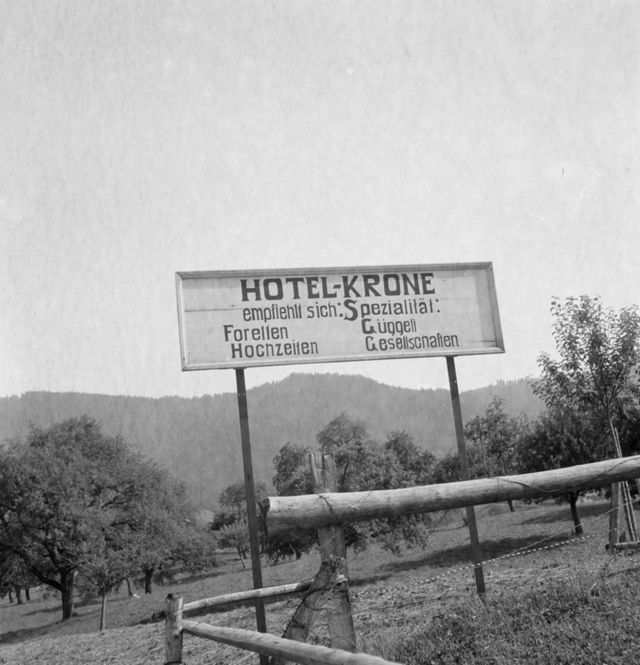 HOTEL-KRONE
empfiehlt sich: Spezialität:
Forellen Güggeli
Hochzeiten Gesellschaften